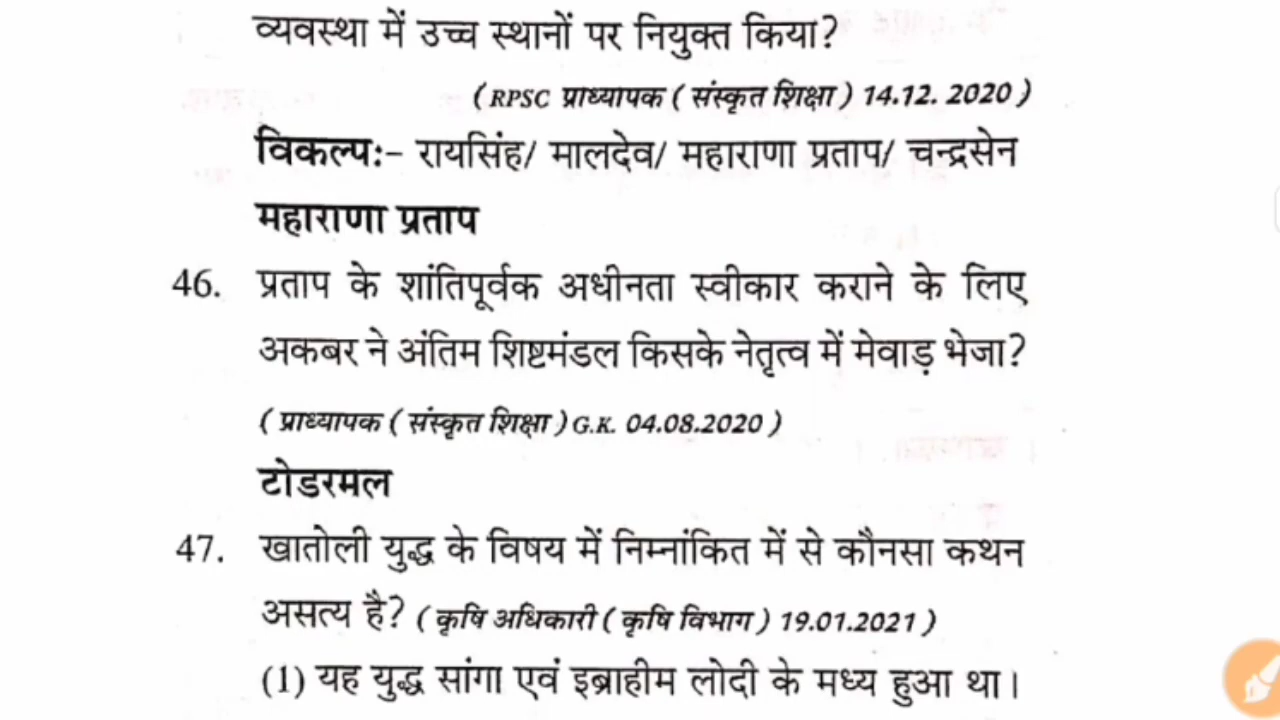 व्यवस्था में उच्च स्थानों पर नियुक्त किया?
( RPSC प्राध्यापक ( संस्कृत शिक्षा ) 14.12. 2020 )
विकल्पः- रायसिंह/ मालदेव/ महाराणा प्रताप/ चन्द्रसेन
महाराणा प्रताप
46. प्रताप के शांतिपूर्वक अधीनता स्वीकार कराने के लिए
अकबर ने अंतिम शिष्टमंडल किसके नेतृत्व में मेवाड़ भेजा?
( प्राध्यापक ( संस्कृत शिक्षा ) G.K. 04.08.2020 )
टोडरमल
47. खातोली युद्ध के विषय में निम्नांकित में से कौनसा कथन
असत्य है? ( कृषि अधिकारी ( कृषि विभाग ) 19.01.2021 )
(1) यह युद्ध सांगा एवं इब्राहीम लोदी के मध्य हुआ था।